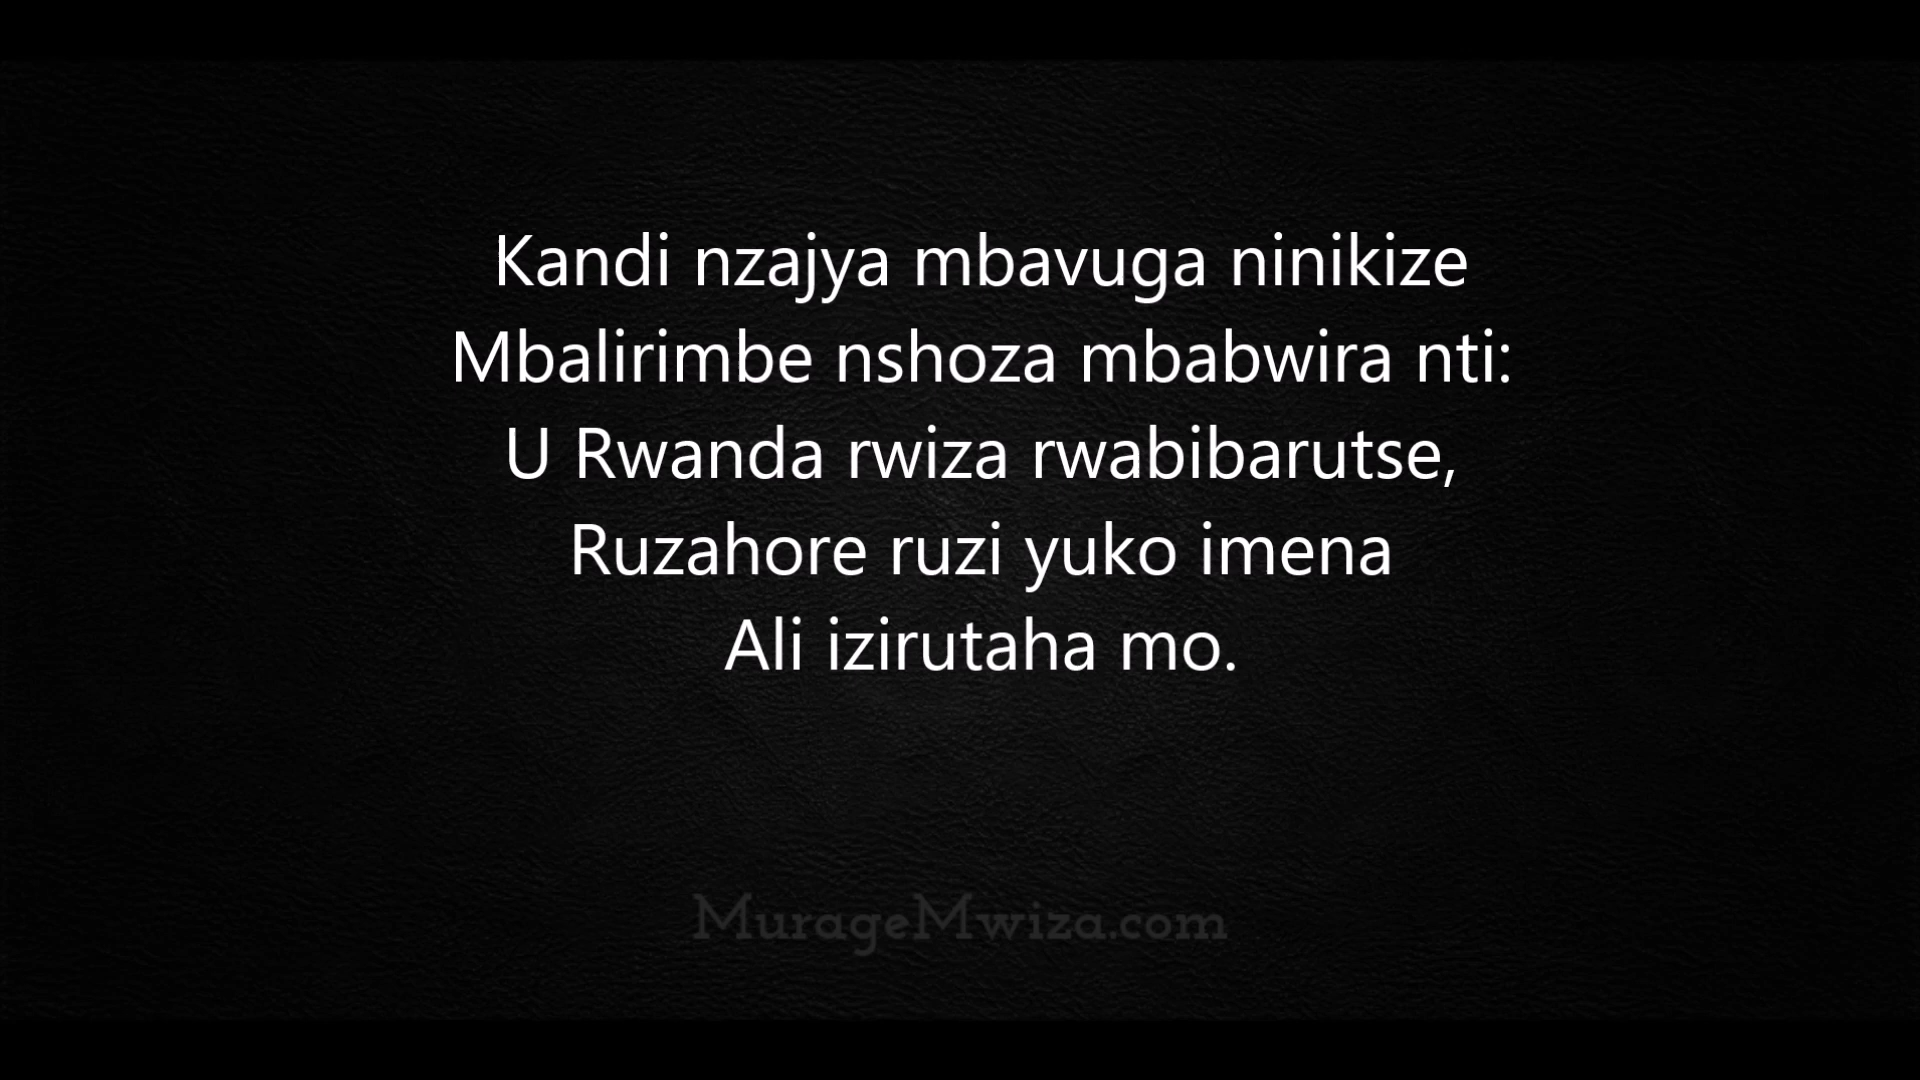 Kandi nzajya mbavuga ninikize
Mbalirimbe nshoza mbabwira nti:
U Rwanda rwiza rwabibarutse,
Ruzahore ruzi yuko imena
Ali izirutaha mo.
MurageMwiza.com